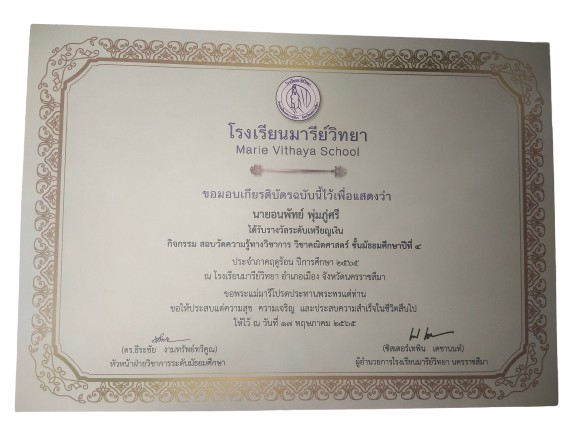 โรงเรียนมารีย์วิทยา
Marie Vithaya School
ขอมอบเกียรติบัตรฉบับนี้ไว้เพื่อแสดงว่า
นายอนพัทย์ พุ่มภู่ศรี
ได้รับรางวัลระดับเหรียญเงิน
กิจกรรม สอบวัดความรู้ทางวิชาการ วิชาคณิตศาสตร์ ชั้นมัธยมศึกษาปีที่ ๔
ประจำภาคฤดูร้อน ปีการศึกษา ๒๕๖๕
ณ โรงเรียนมารีย์วิทยา อำเภอเมือง จังหวัดนครราชสีมา
ขอพระแม่มารีโปรดประทานพระพรแด่ท่าน
ขอให้ประสบแต่ความสุข ความเจริญ และประสบความสำเร็จในชีวิตสืบไป
ให้ไว้ ณ วันที่ ๑๗ พฤษภาคม ๒๕๖๕
(ดร.ธีระชัย งามทรัพย์ทวีคูณ)
หัวหน้าฝ่ายวิชาการระดับมัธยมศึกษา
(ซิสเตอร์เทพิน เดชานนท์)
ผู้อำนวยการโรงเรียนมารีย์วิทยา นครราชสีมา